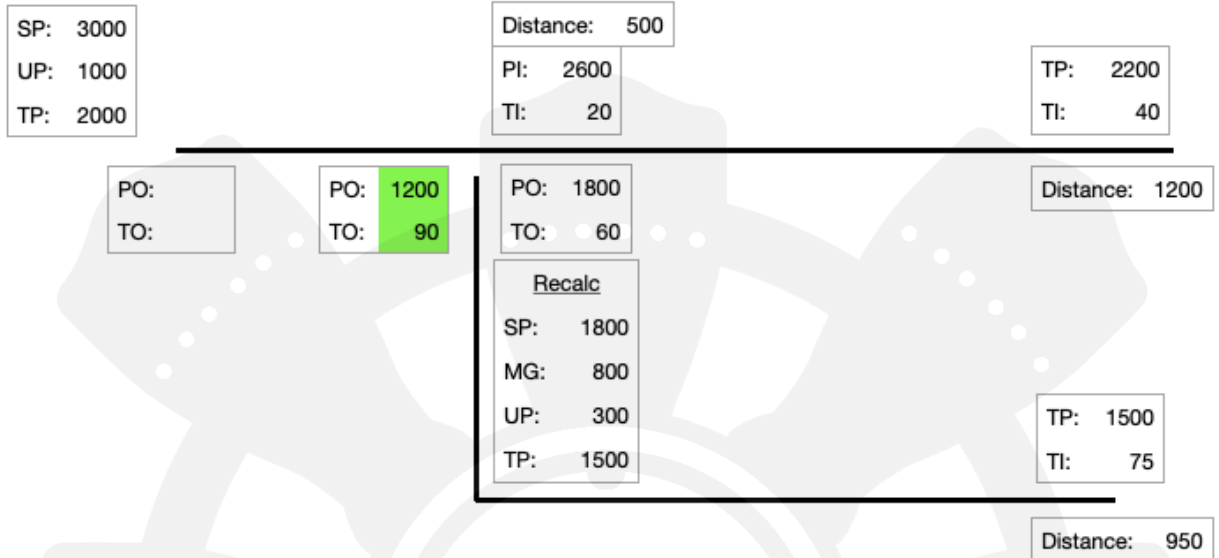 SP: 3000
UP: 1000
TP: 2000
Distance: 500
PI: 2600
TI: 20
TP: 2200
TI: 40
PO:
TO:
PO: 1200
TO: 90
PO: 1800
TO: 60
Distance: 1200
Recalc
SP: 1800
MG: 800
UP: 300
TP: 1500
TP: 1500
TI: 75
Distance: 950